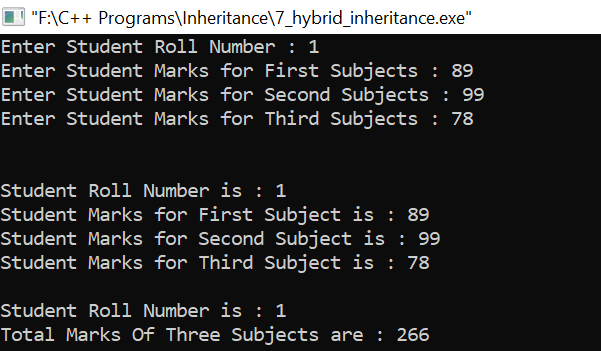 "F:\C++ Programs\Inheritance\7_hybrid_inheritance.exe"
Enter Student Roll Number : 1
Enter Student Marks for First Subjects : 89
Enter Student Marks for Second Subjects : 99
Enter Student Marks for Third Subjects : 78
Student Roll Number is : 1
Student Marks for First Subject is : 89
Student Marks for Second Subject is : 99
Student Marks for Third Subject is : 78
Student Roll Number is : 1
Total Marks Of Three Subjects are : 266